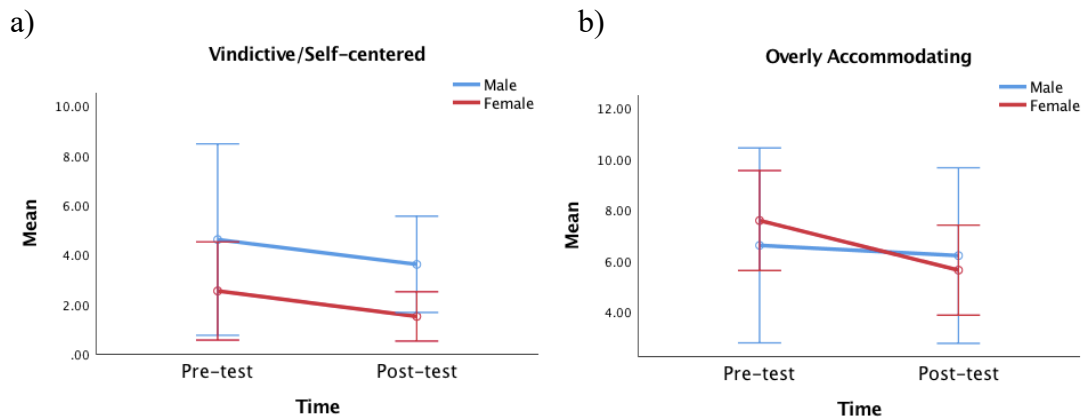 a)
Vindictive/Self-centered
Male
Female
10.00
8.00
6.00
4.00
2.00
.00
Mean
Pre-test
Post-test
Time
b)
Overly Accommodating
Male
Female
12.00
10.00
8.00
6.00
4.00
Mean
Pre-test
Post-test
Time